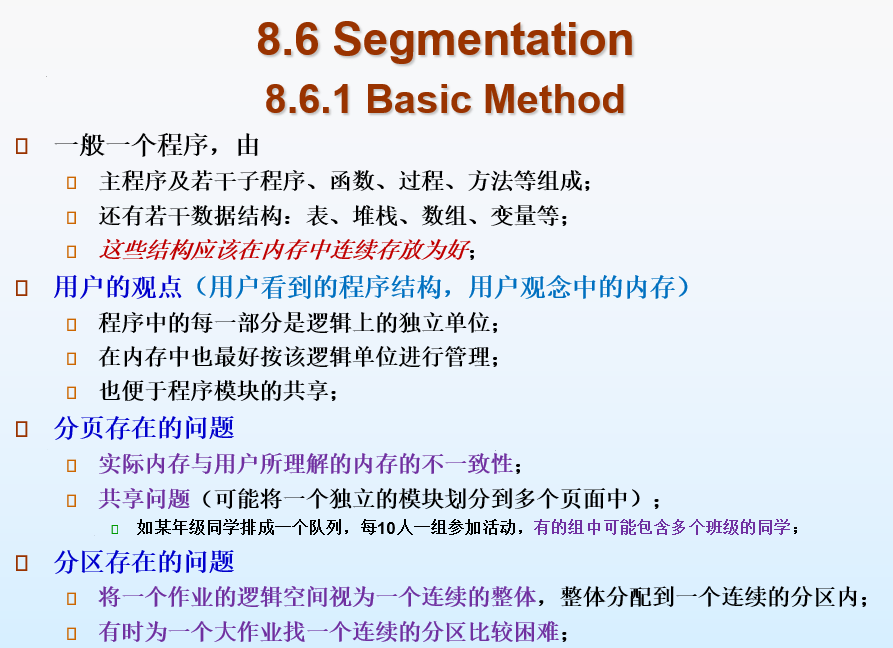 8.6 Segmentation
8.6.1 Basic Method
一般一个程序，由
主程序及若干子程序、函数、过程、方法等组成；
还有若干数据结构：表、堆栈、数组、变量等；
这些结构应该在内存中连续存放为好；
用户的观点（用户看到的程序结构，用户观念中的内存）
程序中的每一部分是逻辑上的独立单位；
在内存中也最好按该逻辑单位进行管理；
也便于程序模块的共享；
分页存在的问题
实际内存与用户所理解的内存的不一致性；
共享问题（可能将一个独立的模块划分到多个页面中）；
如某年级同学排成一个队列，每10人一组参加活动，有的组中可能包含多个班级的同学；
分区存在的问题
将一个作业的逻辑空间视为一个连续的整体，整体分配到一个连续的分区内；
有时为一个大作业找一个连续的分区比较困难；